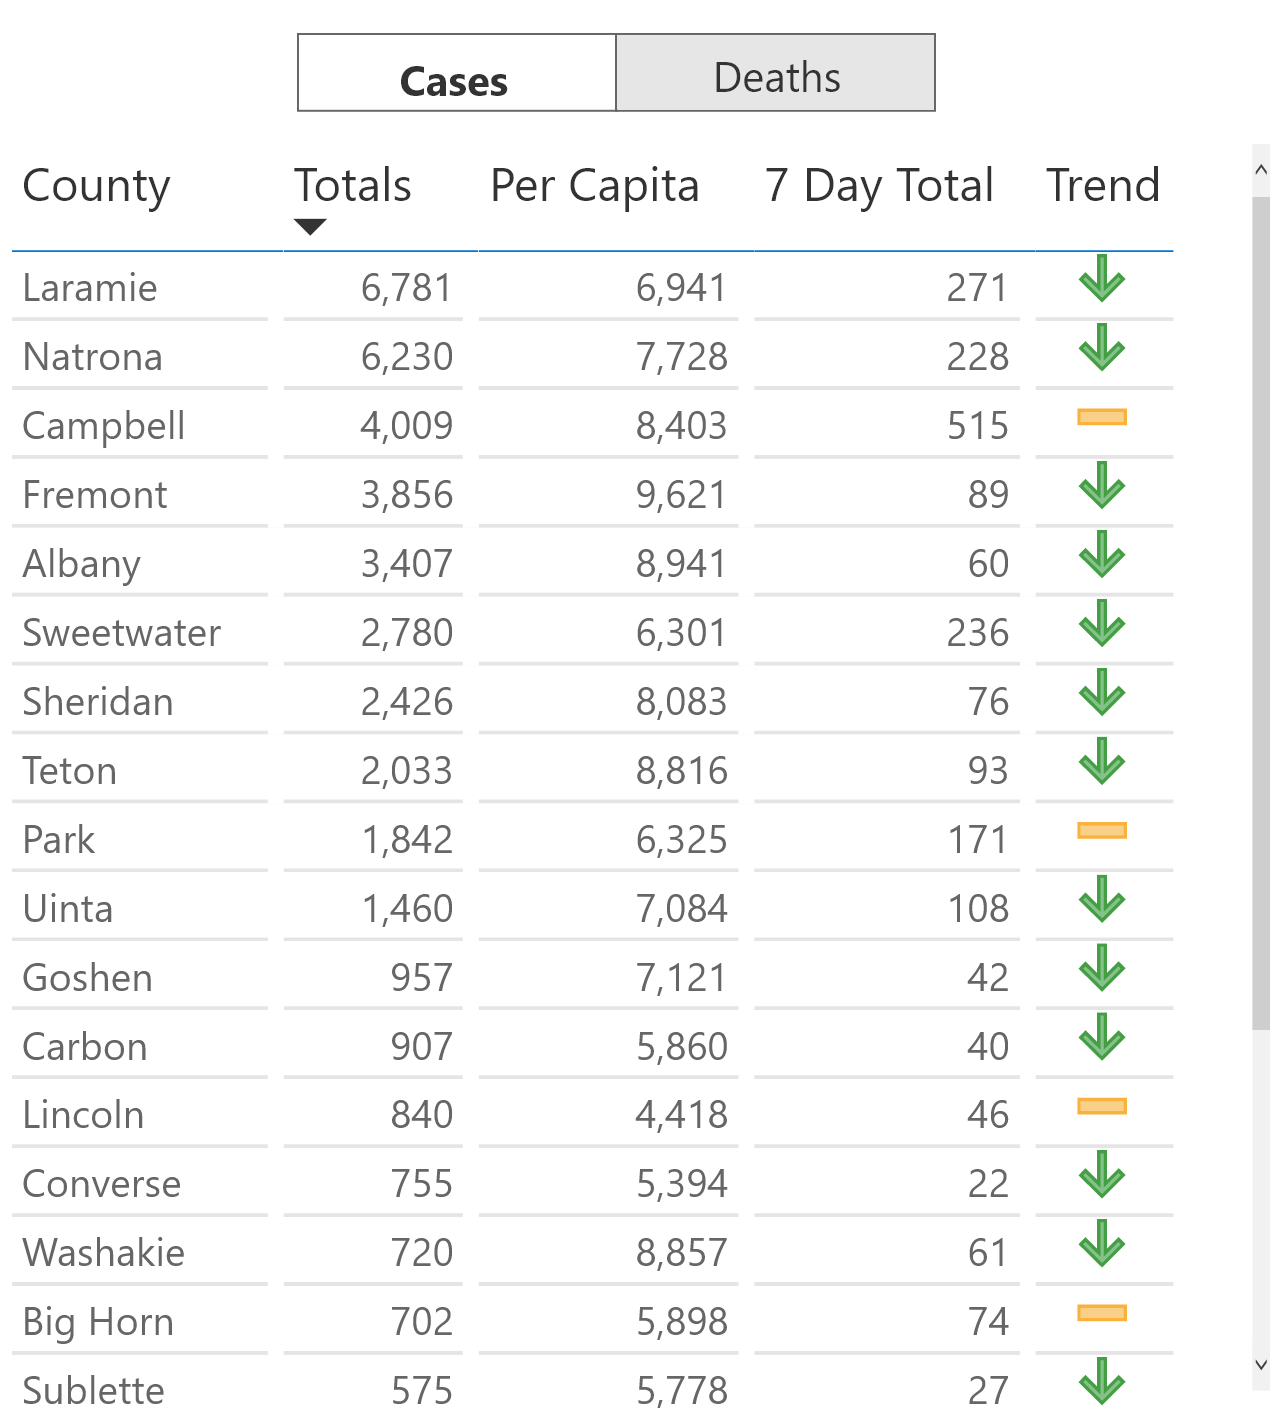 Cases Deaths
County Totals Per Capita 7 Day Total Trend
Laramie 6,781 6,941 271
Natrona 6,230 7,728 228
Campbell 4,009 8,403 515
Fremont 3,856 9,621 89
Albany 3,407 8,941 60
Sweetwater 2,780 6,301 236
Sheridan 2,426 8,083 76
Teton 2,033 8,816 93
Park 1,842 6,325 171
Uinta 1,460 7,084 108
Goshen 957 7,121 42
Carbon 907 5,860 40
Lincoln 840 4,418 46
Converse 755 5,394 22
Washakie 720 8,857 61
Big Horn 702 5,898 74
Sublette 575 5,778 27